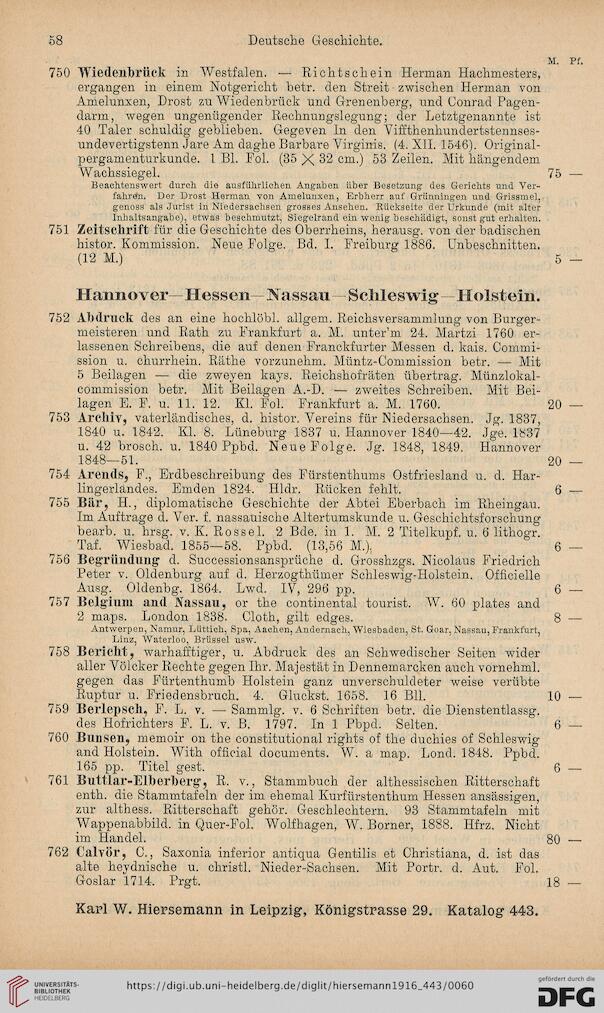 58 Deutsche Geschichte.
M. Pf.
750 Wiedenbrück in Westfalen. — Richtschein Herman Hachmesters,
ergangen in einem Notgericht betr. den Streit zwischen Herman von
Amelunxen, Drost zu Wiedenbrück und Grenenberg, und Conrad Pagen-
darm, wegen ungenügender Rechnungslegung; der Letztgenannte ist
40 Taler schuldig geblieben. Gegeven In den Viffthenhundertstennses-
undevertigstenn Jare Am daghe Barbare Virginis. (4. XII. 1546). Original-
pergamenturkunde. 1 Bl. Fol. (35 × 32 cm.) 53 Zeilen. Mit hängendem
Wachssiegel. 75 —
Beachtenswert durch die ausführlichen Angaben über Besetzung des Gerichts und Ver-
fahren. Der Drost Herman von Amelunxen, Erbherr auf Grünningen und Grissmel,
genoss als Jurist in Niedersachsen grosses Ansehen. Rückseite der Urkunde (mit alter
Inhaltsangabe), etwas beschmutzt, Siegelrand ein wenig beschädigt, sonst gut erhalten.
751 Zeitschrift für die Geschichte des Oberrheins, herausg. von der badischen
histor. Kommission. Neue Folge. Bd. I. Freiburg 1886. Unbeschnitten.
(12 M.) 5 —
Hannover—Hessen—Nassau—Schleswig—Holstein.
752 Abdruck des an eine hochlöbl. allgem. Reichsversammlung von Burger-
meisteren und Rath zu Frankfurt a. M. unter'm 24. Martzi 1760 er-
lassenen Schreibens, die auf denen Franckfurter Messen d. kais. Commi-
ssion u. churrhein. Räthe vorzunehm. Müntz-Commission betr. — Mit
5 Beilagen — die zweyen kays. Reichshofräten übertrag. Münzlokal-
commission betr. Mit Beilagen A.-D. — zweites Schreiben. Mit Bei-
lagen E. F. u. 11. 12. Kl. Fol. Frankfurt a. M. 1760. 20 —
753 Archiv, vaterländisches, d. histor. Vereins für Niedersachsen. Jg. 1837,
1840 u. 1842. Kl. 8. Lüneburg 1837 u. Hannover 1840—42. Jge. 1837
u. 42 brosch. u. 1840 Ppbd. Neue Folge. Jg. 1848, 1849. Hannover
1848—51. 20 —
754 Arends, F., Erdbeschreibung des Fürstenthums Ostfriesland u. d. Har-
lingerlandes. Emden 1824. Hldr. Rücken fehlt. 6 —
755 Bär, H., diplomatische Geschichte der Abtei Eberbach im Rheingau.
Im Auftrage d. Ver. f. nassauische Altertumskunde u. Geschichtsforschung
bearb. u. hrsg. v. K. Rossel. 2 Bde. in 1. M. 2 Titelkupf. u. 6 lithogr.
Taf. Wiesbad. 1855—58. Ppbd. (13,56 M.). 6 —
756 Begründung d. Successionsansprüche d. Grosshzgs. Nicolaus Friedrich
Peter v. Oldenburg auf d. Herzogthümer Schleswig-Holstein. Officielle
Ausg. Oldenbg. 1864. Lwd. IV, 296 pp. 6 —
757 Belgium and Nassau, or the continental tourist. W. 60 plates and
2 maps. London 1838. Cloth, gilt edges. 8 —
Antwerpen, Namur, Lüttich, Spa, Aachen, Andernach, Wiesbaden, St. Goar, Nassau, Frankfurt,
Linz, Waterloo, Brüssel usw.
758 Bericht, warhafftiger, u. Abdruck des an Schwedischer Seiten wider
aller Völcker Rechte gegen Ihr. Majestät in Dennemarcken auch vornehml.
gegen das Fürtenthumb Holstein ganz unverschuldeter weise verübte
Ruptur u. Friedensbruch. 4. Gluckst. 1658. 16 Bll. 10 —
759 Berlepsch, F. L. v. — Sammlg. v. 6 Schriften betr. die Dienstentlassg.
des Hofrichters F. L. v. B. 1797. In 1 Pbpd. Selten. 6 —
760 Bunsen, memoir on the constitutional rights of the duchies of Schleswig
and Holstein. With official documents. W. a map. Lond. 1848. Ppbd.
165 pp. Titel gest. 6 —
761 Buttlar-Elberberg, R. v., Stammbuch der althessischen Ritterschaft
enth. die Stammtafeln der im ehemal Kurfürstenthum Hessen ansässigen,
zur althess. Ritterschaft gehör. Geschlechtern. 93 Stammtafeln mit
Wappenabbild. in Quer-Fol. Wolfhagen, W. Borner, 1888. Hfrz. Nicht
im Handel. 80 —
762 Calvör, C., Saxonia inferior antiqua Gentilis et Christiana, d. ist das
alte heydnische u. christl. Nieder-Sachsen. Mit Portr. d. Aut. Fol.
Goslar 1714. Prgt. 18 —
Karl W. Hiersemann in Leipzig, Königstrasse 29. Katalog 443.
UNIVERSITÄTS-
BIBLIOTHEK
HEIDELBERG
https://digi.ub.uni-heidelberg.de/diglit/hiersemann1916_443/0060
gefördert durch die
DFG